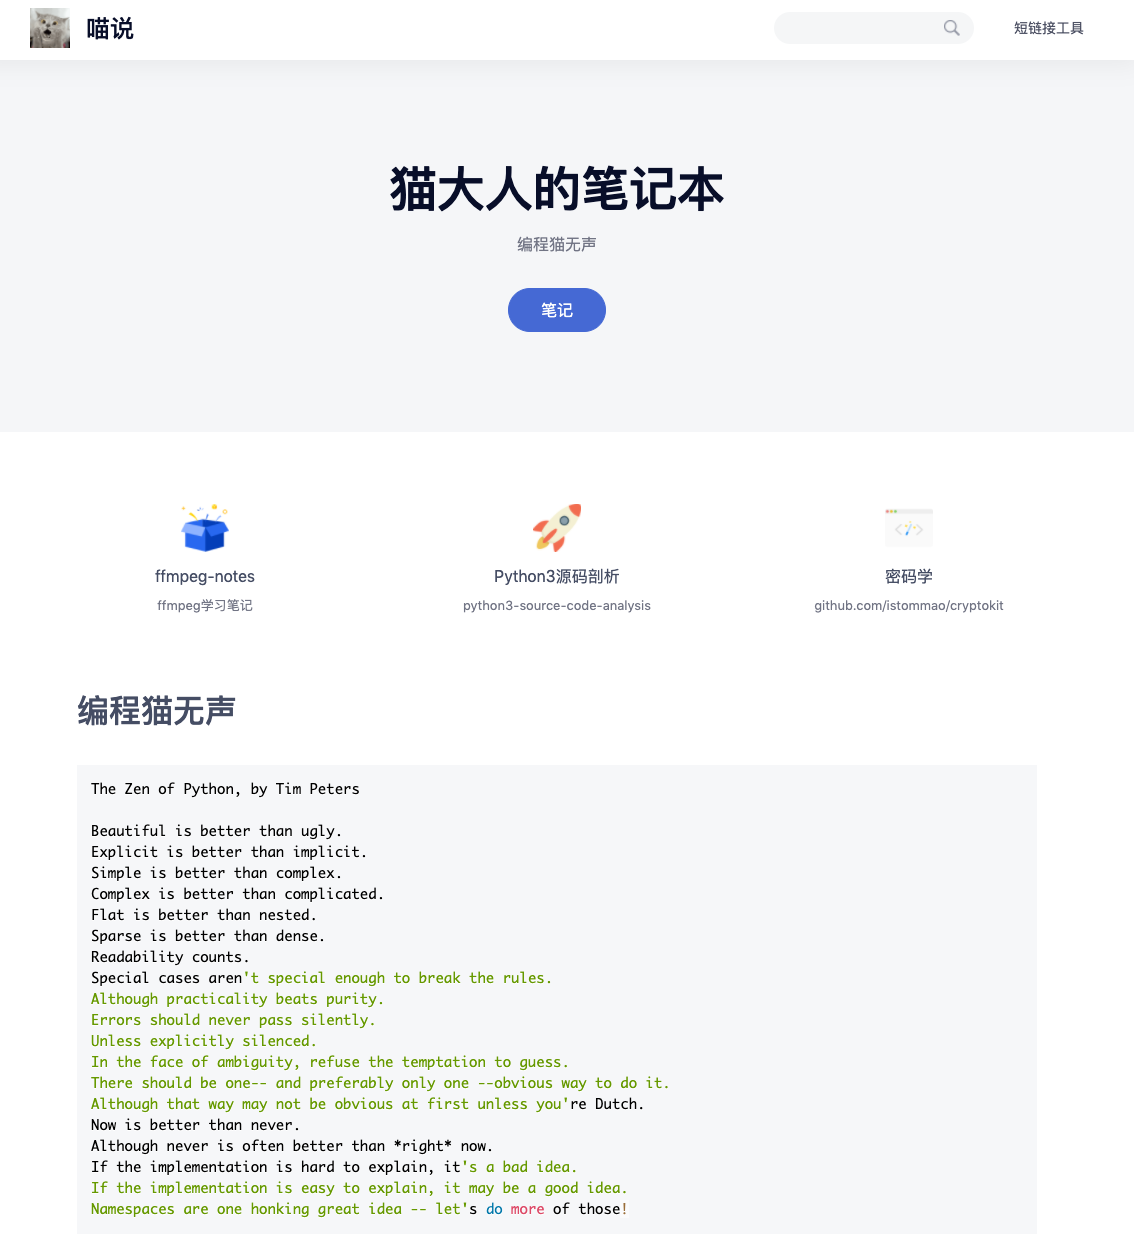 喵说
短链接工具
猫大人的笔记本
编程猫无声
笔记
ffmpeg-notes
ffmpeg学习笔记
Python3源码剖析
python3-source-code-analysis
密码学
github.com/istommao/cryptokit
编程猫无声
The Zen of Python, by Tim Peters
Beautiful is better than ugly.
Explicit is better than implicit.
Simple is better than complex.
Complex is better than complicated.
Flat is better than nested.
Sparse is better than dense.
Readability counts.
Special cases aren't special enough to break the rules.
Although practicality beats purity.
Errors should never pass silently.
Unless explicitly silenced.
In the face of ambiguity, refuse the temptation to guess.
There should be one-- and preferably only one --obvious way to do it.
Although that way may not be obvious at first unless you're Dutch.
Now is better than never.
Although never is often better than *right* now.
If the implementation is hard to explain, it's a bad idea.
If the implementation is easy to explain, it may be a good idea.
Namespaces are one honking great idea -- let's do more of those!